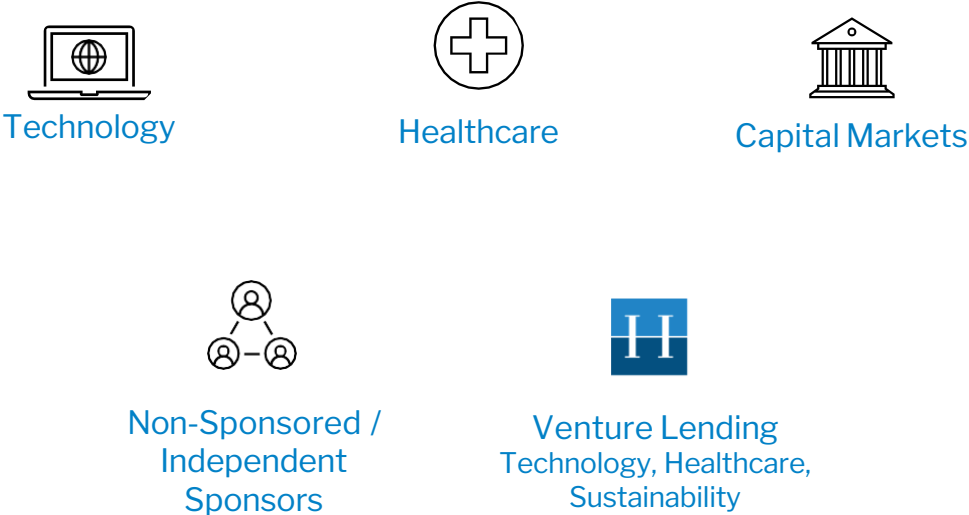 Technology
Healthcare
Capital Markets
H
Non-Sponsored /
Independent
Sponsors
Venture Lending
Technology, Healthcare,
Sustainability